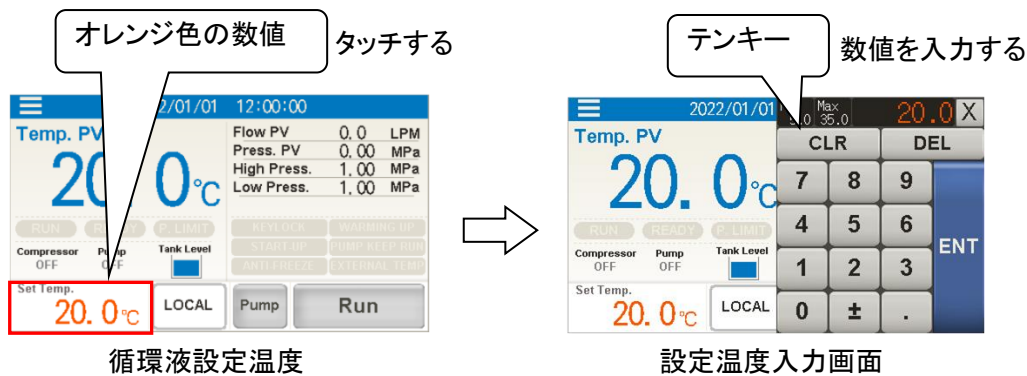 オレンジ色の数値
タッチする
2/01/01 12:00:00
Temp. PV
20.0℃
Flow PV 0.0 LPM
Press. PV 0.00 MPa
High Press. 1.00 MPa
Low Press. 1.00 MPa
RUN READY P. LIMIT
KEYLOCK WARMING UP
START UP PUMP KEEP RUN
ANTI FREEZE EXTERNAL TEMP
Compressor OFF
Pump OFF
Tank Level
Set Temp.
20.0℃
LOCAL
Pump
Run
循環液設定温度
テンキー
数値を入力する
2022/01/01
Max
35.0
20.0 X
Temp. PV
20.0℃
RUN READY P. LIMIT
Compressor OFF
Pump OFF
Tank Level
Set Temp.
20.0℃
LOCAL
CLR DEL
7 8 9
4 5 6
ENT
1 2 3
0 ± .
設定温度入力画面